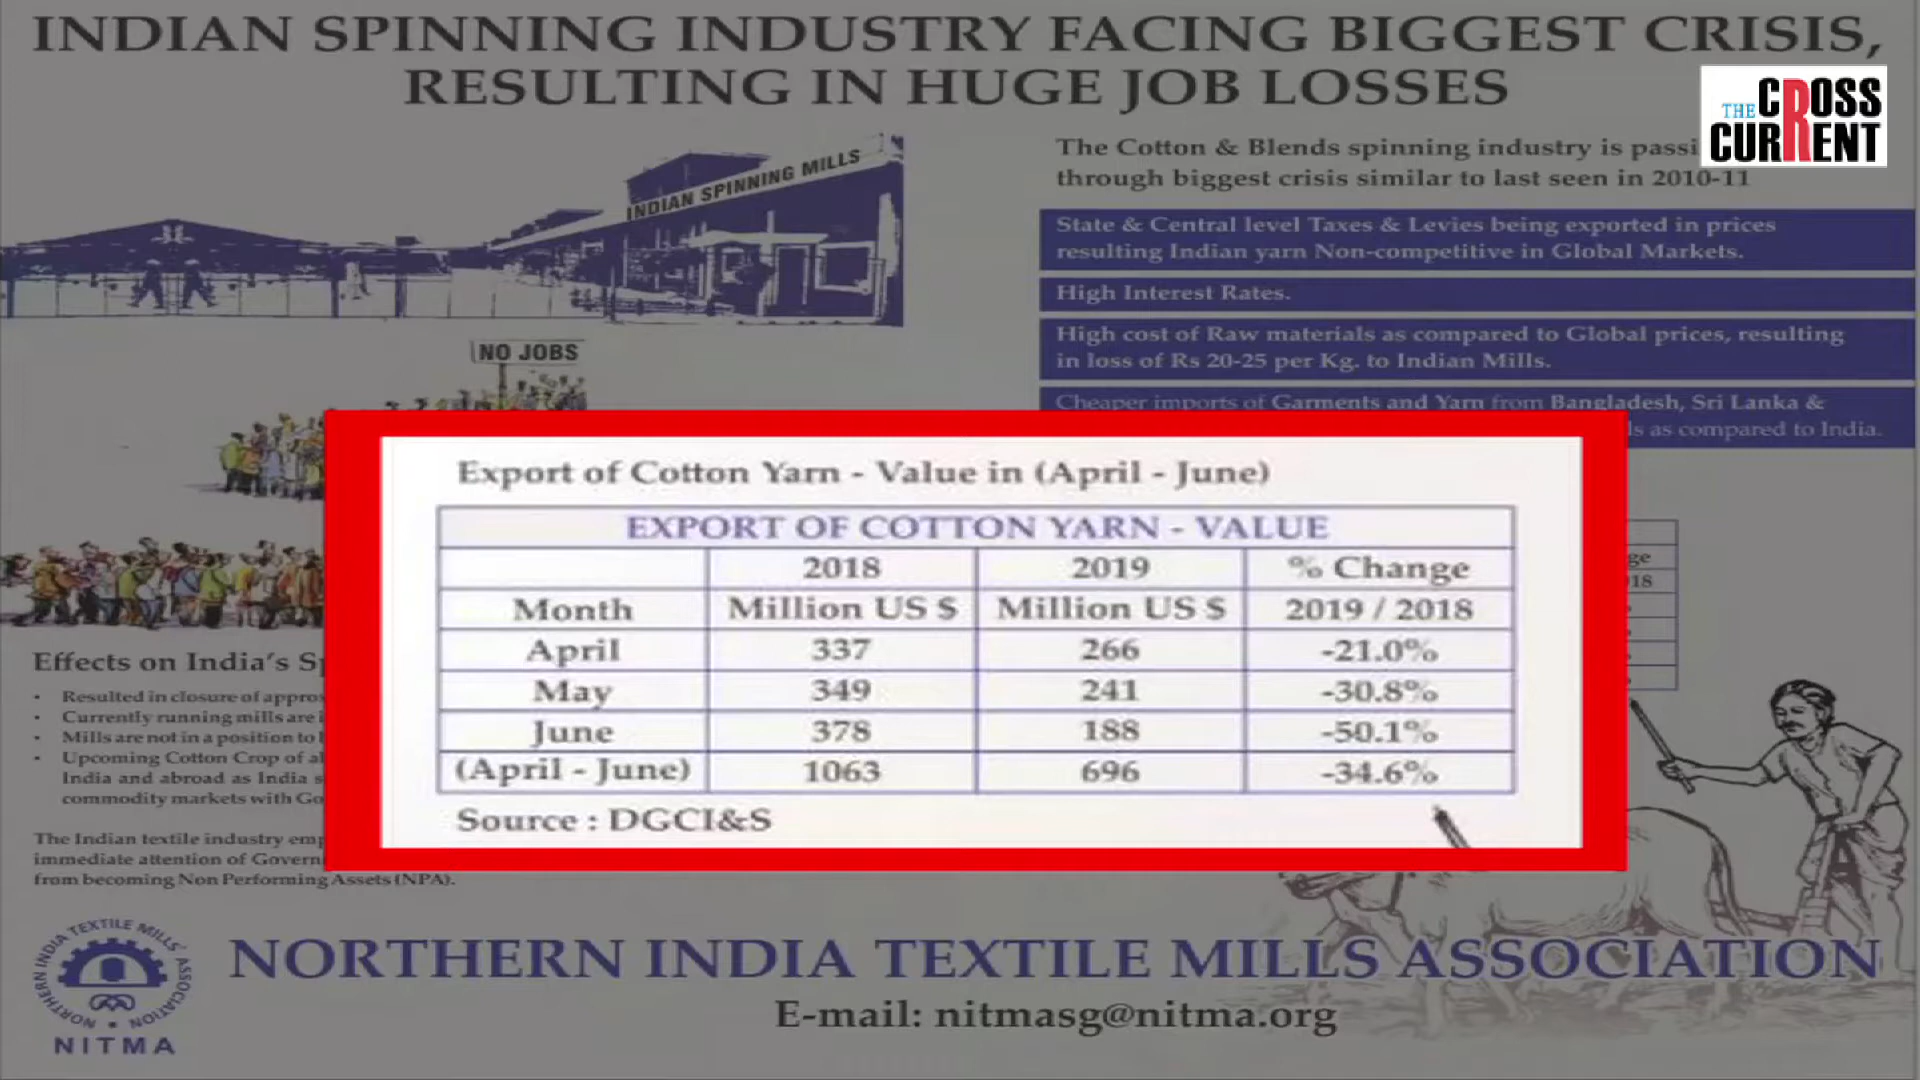 INDIAN SPINNING INDUSTRY FACING BIGGEST CRISIS,
RESULTING IN HUGE JOB LOSSES
THE CROSS
CURRENT
INDIAN SPINNING MILLS
NO JOBS
The Cotton & Blends spinning industry is
through biggest crisis similar to last seen in 2010-11
State & Central level Taxes & Levies being exported in prices
resulting Indian yarn Non-competitive in Global Markets.
High Interest Rates.
High cost of Raw materials as compared to Global prices, resulting
in loss of Rs 20-25 per Kg. to Indian Mills.
Cheaper imports of Garments and Yarn from Bangladesh, Sri Lanka &
as compared to India.
Export of Cotton Yarn - Value in (April - June)
EXPORT OF COTTON YARN - VALUE
2018 2019 % Change
Month Million US $ Million US $ 2019 / 2018
April 337 266 -21.0%
May 349 241 -30.8%
June 378 188 -50.1%
(April - June) 1063 696 -34.6%
Source : DGCI&S
Effects on India's
Resulted in closure of
Currently running mills are
Mills are not in a position to
Upcoming Cotton Crop of
India and abroad as India
commodity markets with
The Indian textile industry
immediate attention of
from becoming Non Performing Assets (NPA).
NORTHERN INDIA TEXTILE MILLS' ASSOCIATION
NITMA
NORTHERN INDIA TEXTILE MILLS ASSOCIATION
E-mail: nitmasg@nitma.org